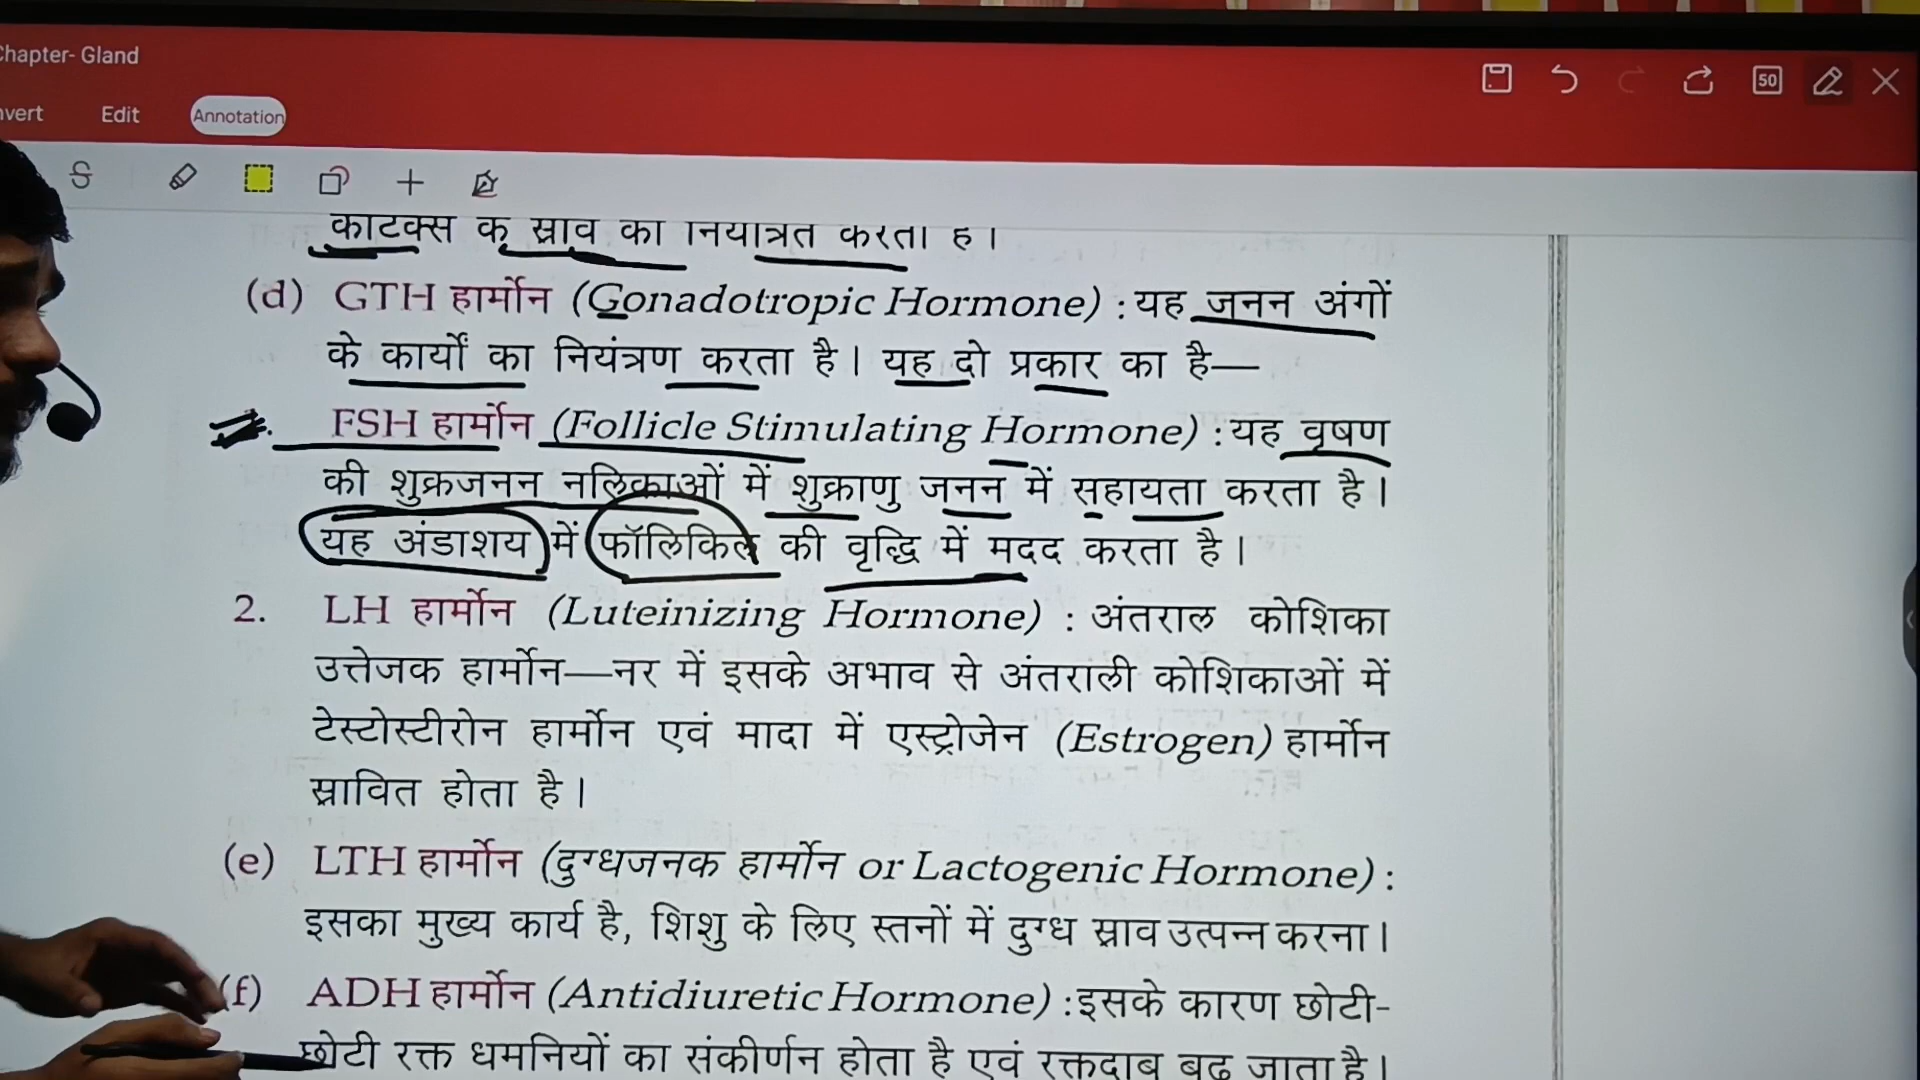 Chapter- Gland
nvert Edit Annotation
50
काटेक्स के स्राव को नियंत्रित करता है।
(d) GTH हार्मोन (Gonadotropic Hormone) : यह जनन अंगों
के कार्यों का नियंत्रण करता है। यह दो प्रकार का है—
FSH हार्मोन (Follicle Stimulating Hormone) : यह वृषण
की शुक्रजनन नलिकाओं में शुक्राणु जनन में सहायता करता है।
यह अंडाशय में फॉलिकिल की वृद्धि में मदद करता है।
2. LH हार्मोन (Luteinizing Hormone) : अंतराल कोशिका
उत्तेजक हार्मोन—नर में इसके अभाव से अंतराली कोशिकाओं में
टेस्टोस्टीरोन हार्मोन एवं मादा में एस्ट्रोजेन (Estrogen) हार्मोन
स्रावित होता है।
(e) LTH हार्मोन (दुग्धजनक हार्मोन or Lactogenic Hormone) :
इसका मुख्य कार्य है, शिशु के लिए स्तनों में दुग्ध स्राव उत्पन्न करना।
(f) ADH हार्मोन (Antidiuretic Hormone) : इसके कारण छोटी-
छोटी रक्त धमनियों का संकीर्णन होता है एवं रक्तदाब बढ़ जाता है।